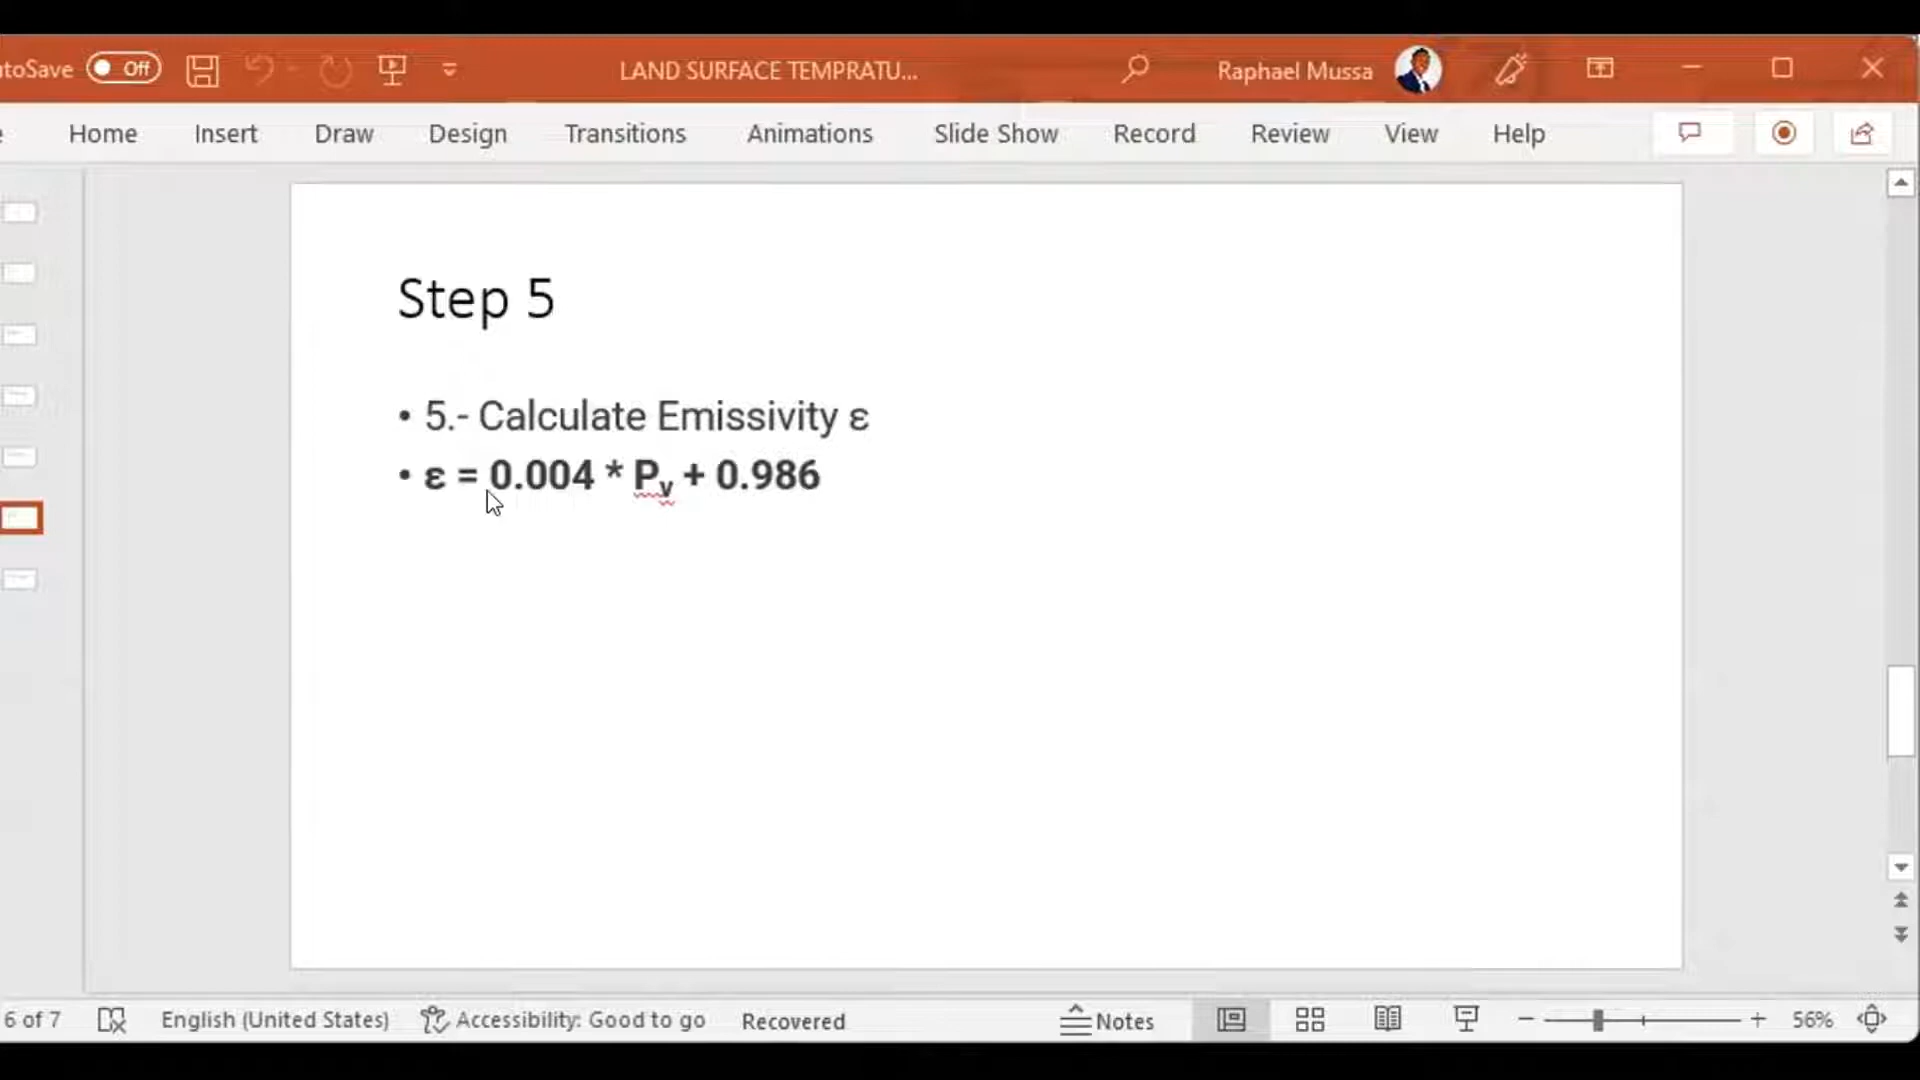 toSave Off LAND SURFACE TEMPRATU... Raphael Mussa
Home Insert Draw Design Transitions Animations Slide Show Record Review View Help
Step 5
• 5.- Calculate Emissivity ε
• ε = 0.004 * Pv + 0.986
6 of 7 English (United States) Accessibility: Good to go Recovered Notes 56%